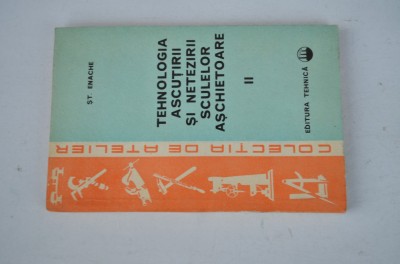 ST. ENACHE
TEHNOLOGIA
ASCUȚIRII
ȘI NETEZIRII
SCULELOR
AȘCHIETOARE
II
EDITURA TEHNICĂ
COLECȚIA DE ATELIER